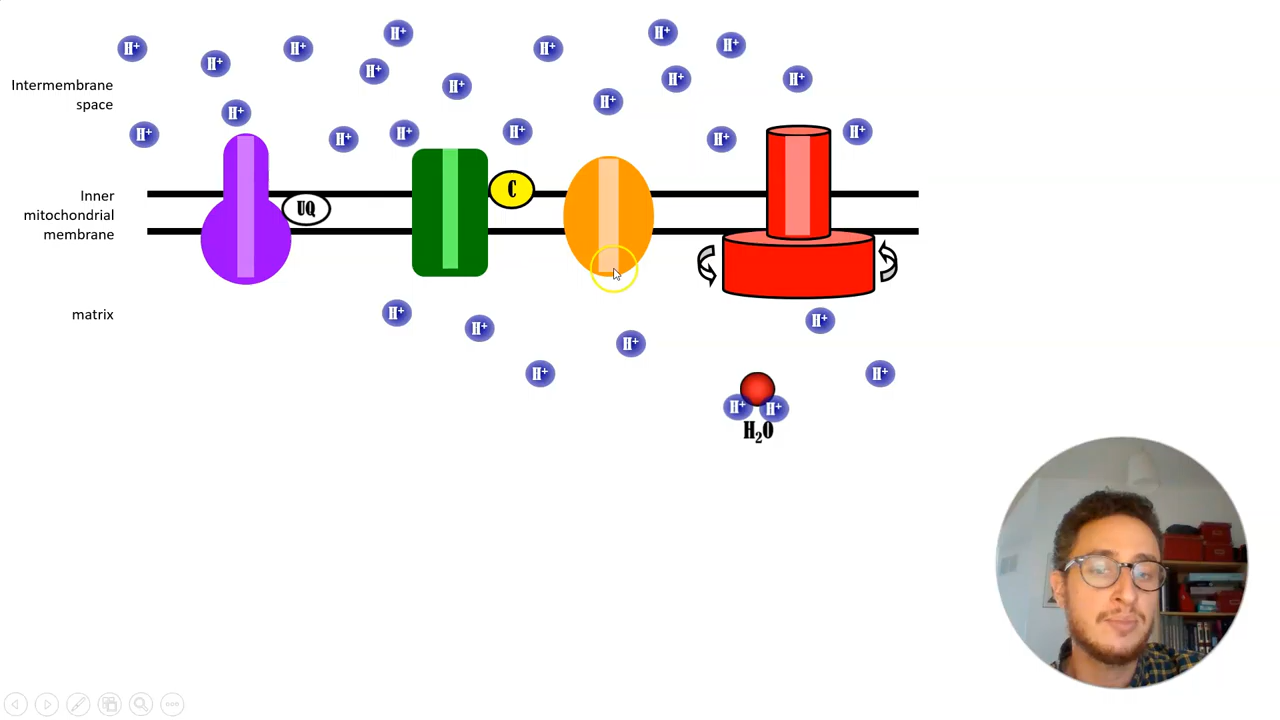 H⁺
H⁺
H⁺
H⁺
H⁺
H⁺
H⁺
H⁺
H⁺
H⁺
H⁺
H⁺
Intermembrane
space
H⁺
H⁺
H⁺
H⁺
H⁺
H⁺
H⁺
H⁺
Inner
mitochondrial
membrane
UQ
C
matrix
H⁺
H⁺
H⁺
H⁺
H⁺
H⁺
H⁺ H⁺
H₂O